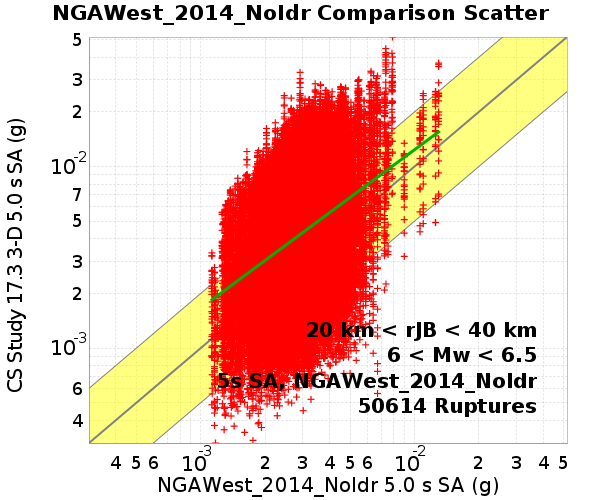 NGAWest_2014_NoIdr Comparison Scatter
CS Study 17.3 3-D 5.0 s SA (g)
5
3
2
10-2
7
5
3
2
10-3
6
4
20 km < rJB < 40 km
6 < Mw < 6.5
5s SA, NGAWest_2014_NoIdr
50614 Ruptures
4 5 6 10-3 2 3 4 5 6 10-2 2 3 4 5
NGAWest_2014_NoIdr 5.0 s SA (g)